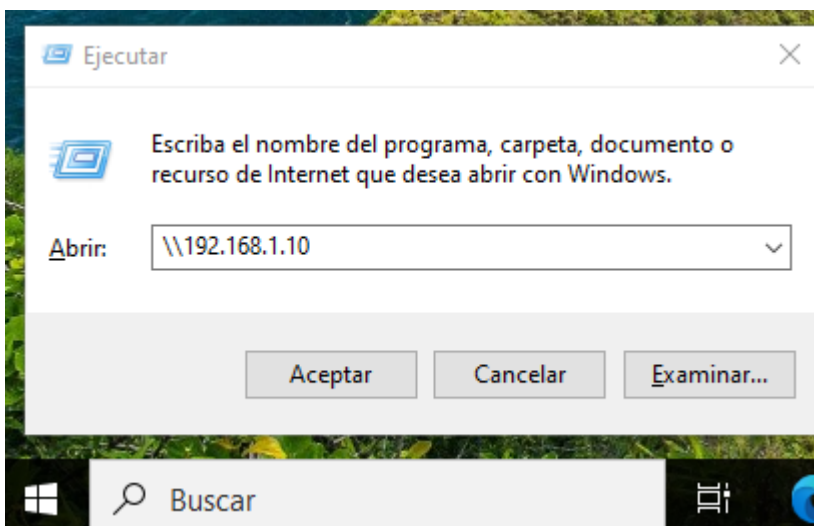 Ejecutar
Escriba el nombre del programa, carpeta, documento o
recurso de Internet que desea abrir con Windows.
Abrir:
\\192.168.1.10
Aceptar
Cancelar
Examinar...
Buscar